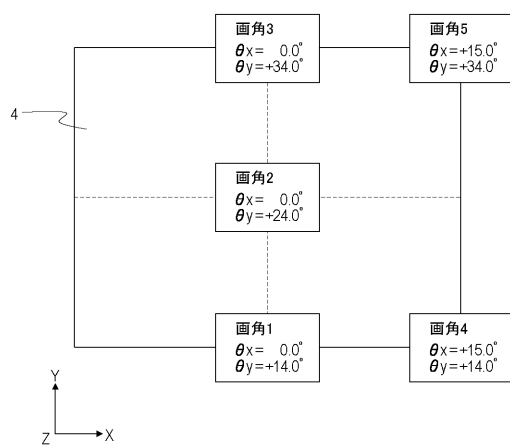 画角3
θx= 0.0°
θy=+34.0°
画角5
θx=+15.0°
θy=+34.0°
4
画角2
θx= 0.0°
θy=+24.0°
画角1
θx= 0.0°
θy=+14.0°
画角4
θx=+15.0°
θy=+14.0°
Y
Z
X